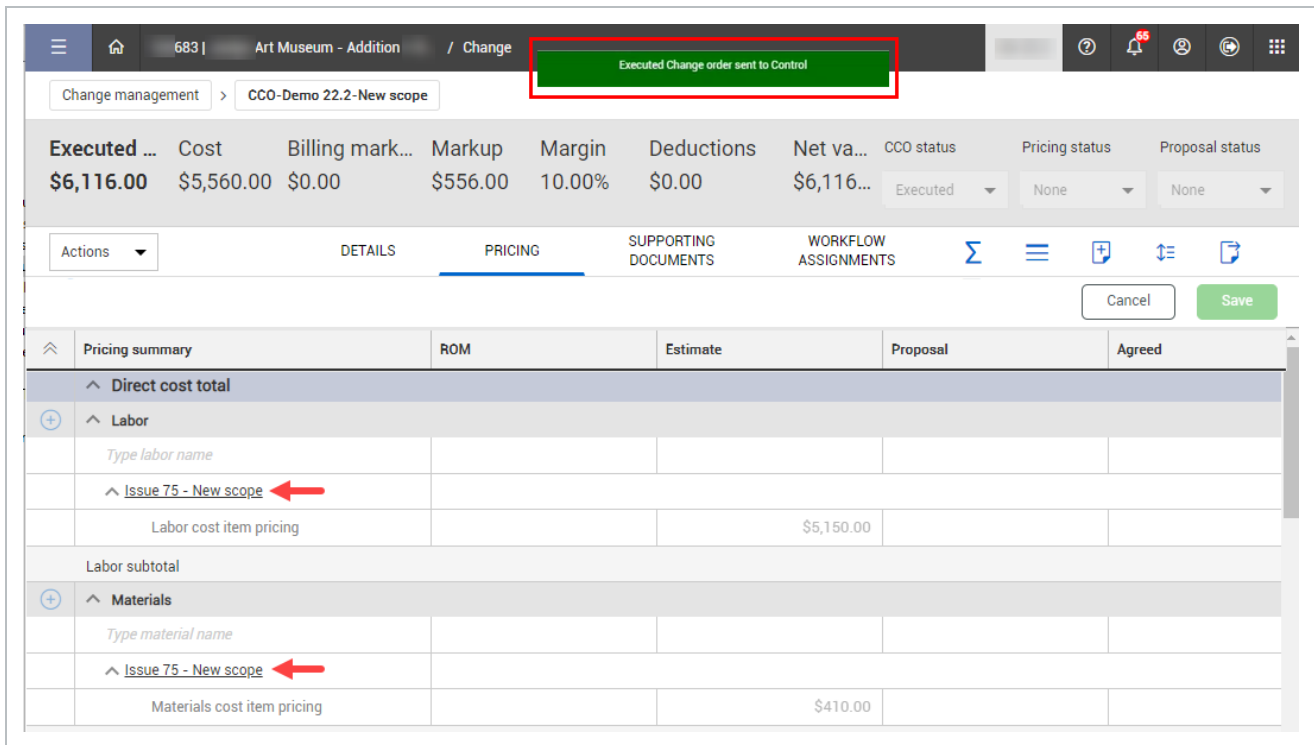 683 | Art Museum - Addition / Change
65
Executed Change order sent to Control
Change management > CCO-Demo 22.2-New scope
Executed ... Cost Billing mark... Markup Margin Deductions Net va... CCO status Pricing status Proposal status
$6,116.00 $5,560.00 $0.00 $556.00 10.00% $0.00 $6,116... Executed None None
Actions DETAILS PRICING SUPPORTING DOCUMENTS WORKFLOW ASSIGNMENTS
Cancel Save
Pricing summary ROM Estimate Proposal Agreed
Direct cost total
Labor
Type labor name
Issue 75 - New scope
Labor cost item pricing $5,150.00
Labor subtotal
Materials
Type material name
Issue 75 - New scope
Materials cost item pricing $410.00